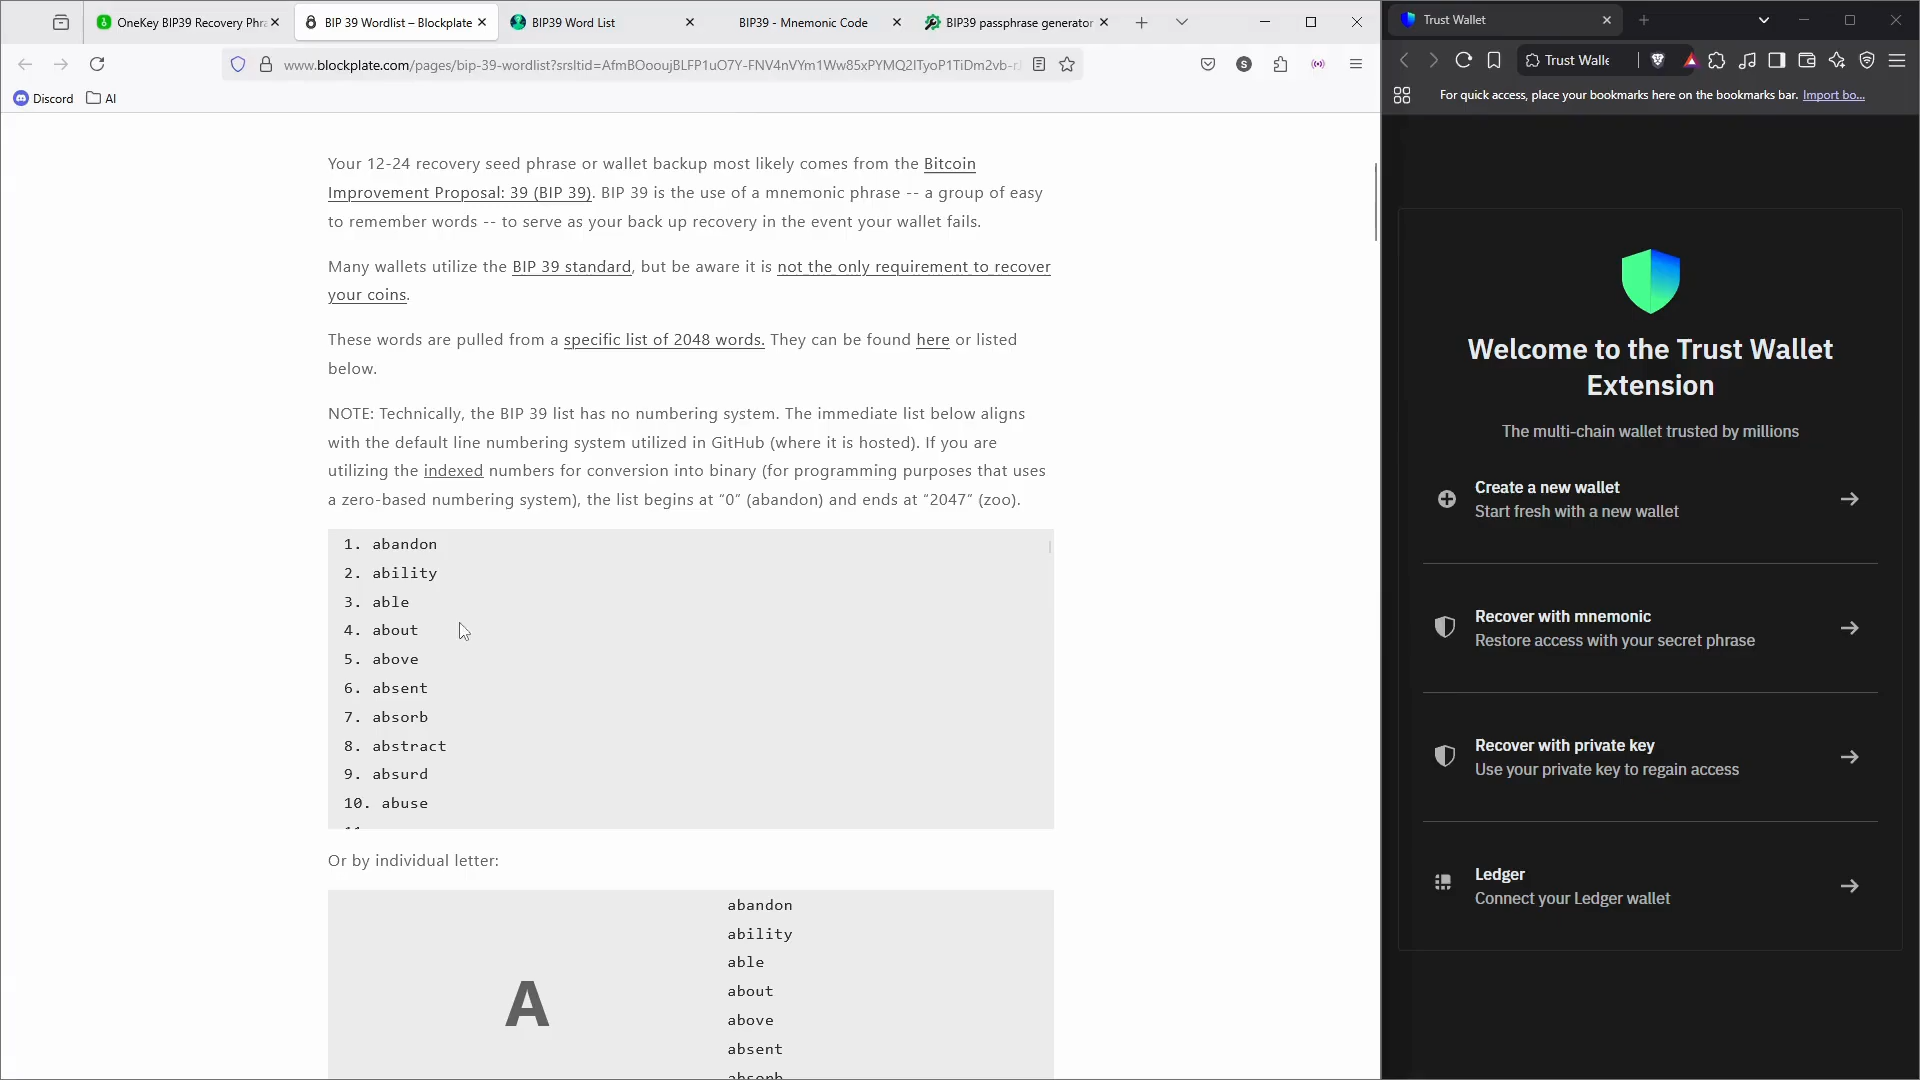 OneKey BIP39 Recovery Phra
BIP 39 Wordlist – Blockplate
BIP39 Word List
BIP39 - Mnemonic Code
BIP39 passphrase generator
www.blockplate.com/pages/bip-39-wordlist?srsltid=AfmBOooujBLFP1uO7Y-FNV4nVYm1Ww85xPYMQ2ITyoP1TiDm2vb-r
Discord
AI
Your 12-24 recovery seed phrase or wallet backup most likely comes from the Bitcoin
Improvement Proposal: 39 (BIP 39). BIP 39 is the use of a mnemonic phrase -- a group of easy
to remember words -- to serve as your back up recovery in the event your wallet fails.
Many wallets utilize the BIP 39 standard, but be aware it is not the only requirement to recover
your coins.
These words are pulled from a specific list of 2048 words. They can be found here or listed
below.
NOTE: Technically, the BIP 39 list has no numbering system. The immediate list below aligns
with the default line numbering system utilized in GitHub (where it is hosted). If you are
utilizing the indexed numbers for conversion into binary (for programming purposes that uses
a zero-based numbering system), the list begins at “0” (abandon) and ends at “2047” (zoo).
1. abandon
2. ability
3. able
4. about
5. above
6. absent
7. absorb
8. abstract
9. absurd
10. abuse
Or by individual letter:
A
abandon
ability
able
about
above
absent
absorb
Trust Wallet
Trust Walle
For quick access, place your bookmarks here on the bookmarks bar. Import bo...
Welcome to the Trust Wallet
Extension
The multi-chain wallet trusted by millions
Create a new wallet
Start fresh with a new wallet
Recover with mnemonic
Restore access with your secret phrase
Recover with private key
Use your private key to regain access
Ledger
Connect your Ledger wallet